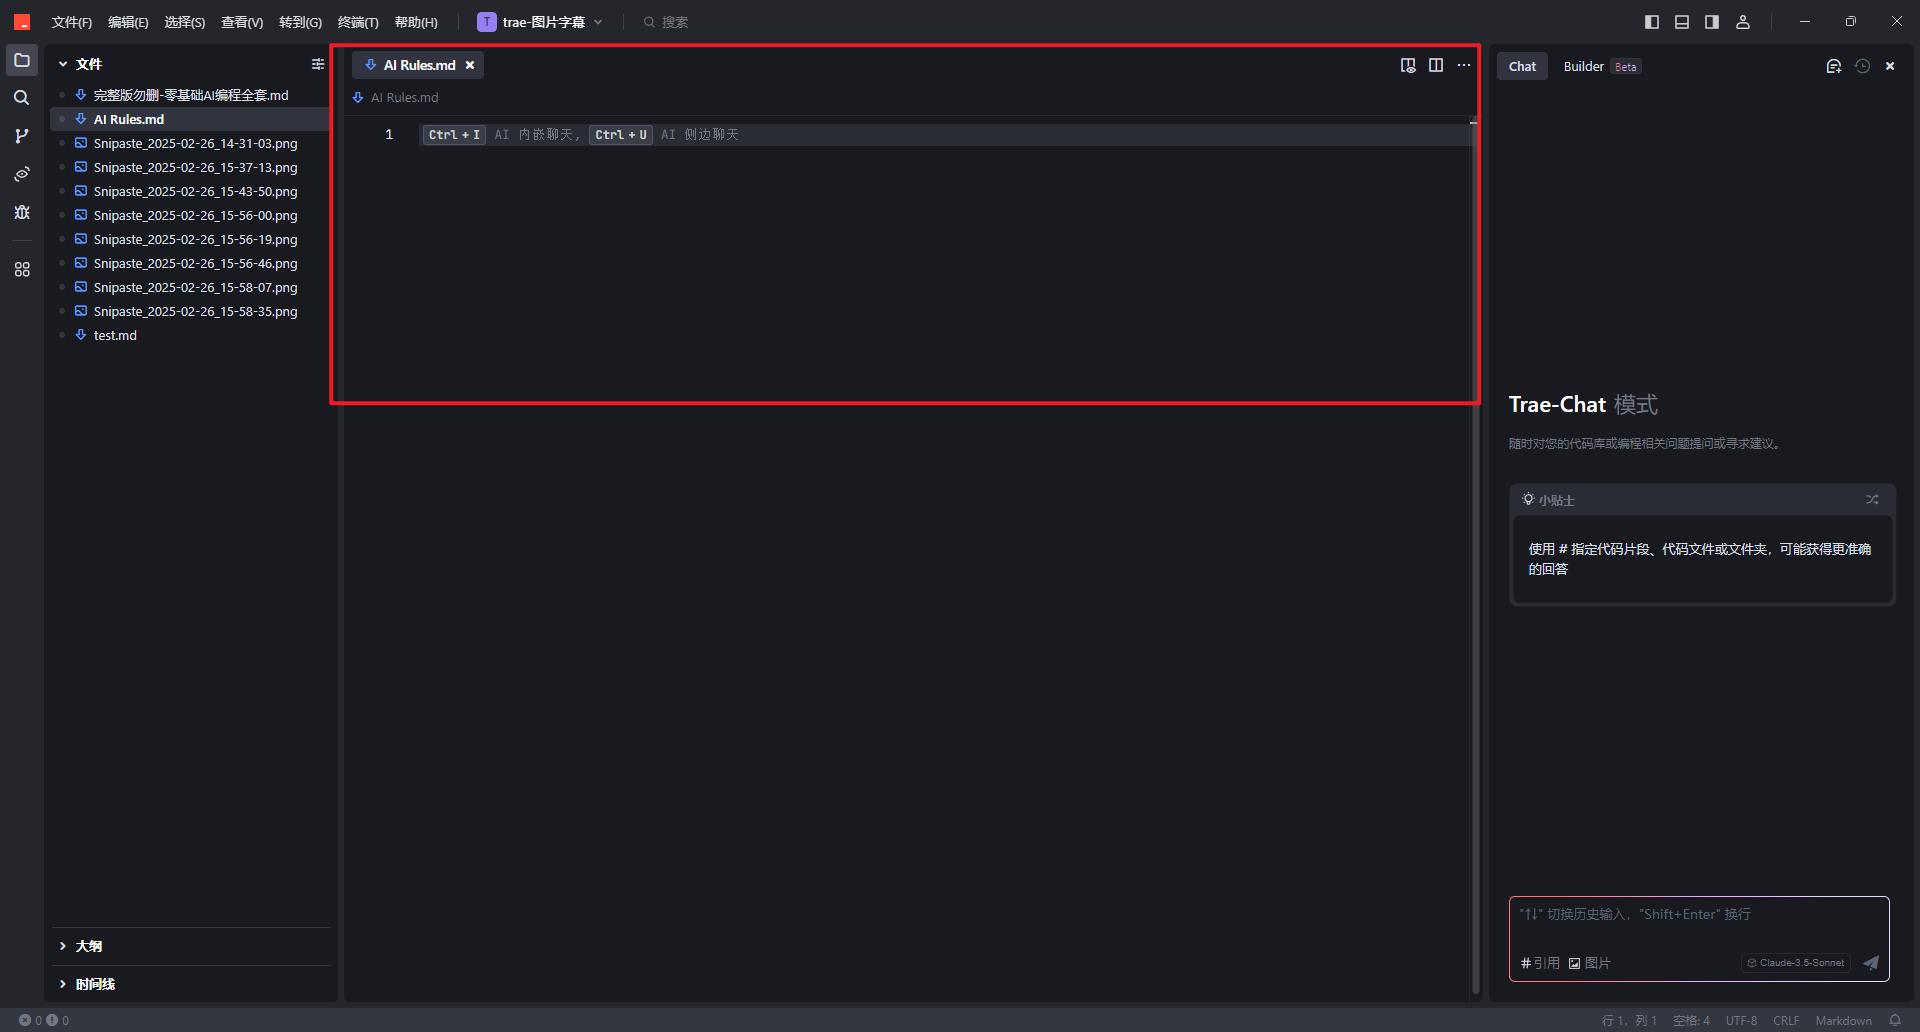 文件(F) 编辑(E) 选择(S) 查看(V) 转到(G) 终端(T) 帮助(H) T trae-图片字幕 搜索
文件
完整版勿删-零基础AI编程全套.md
AI Rules.md
Snipaste_2025-02-26_14-31-03.png
Snipaste_2025-02-26_15-37-13.png
Snipaste_2025-02-26_15-43-50.png
Snipaste_2025-02-26_15-56-00.png
Snipaste_2025-02-26_15-56-19.png
Snipaste_2025-02-26_15-56-46.png
Snipaste_2025-02-26_15-58-07.png
Snipaste_2025-02-26_15-58-35.png
test.md
大纲
时间线
AI Rules.md
AI Rules.md
1 Ctrl + I AI 内嵌聊天, Ctrl + U AI 侧边聊天
Chat Builder Beta
Trae-Chat 模式
随时对您的代码库或编程相关问题提问或寻求建议。
小贴士
使用 # 指定代码片段、代码文件或文件夹，可能获得更准确
的回答
"↑↓" 切换历史输入，"Shift+Enter" 换行
#引用 图片 Claude-3.5-Sonnet
0 0 行 1，列 1 空格: 4 UTF-8 CRLF Markdown